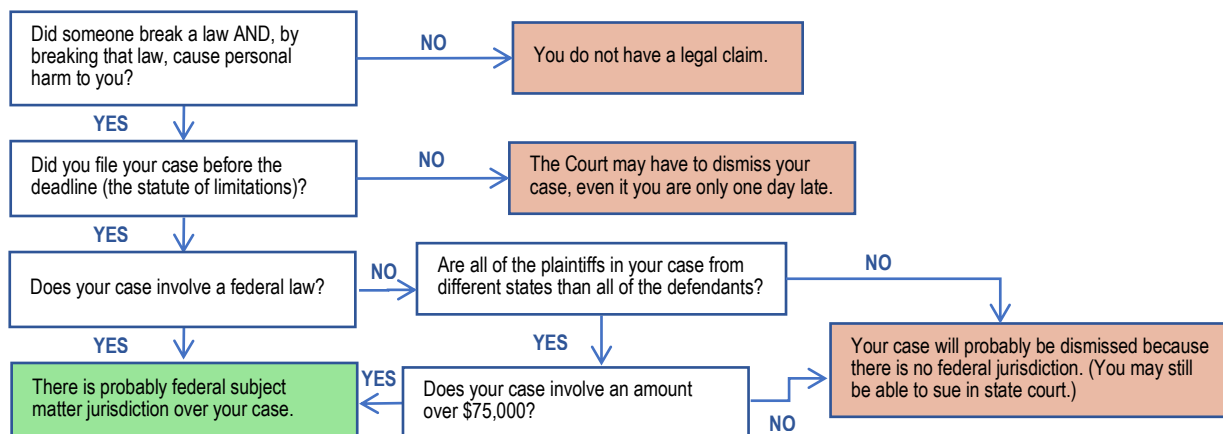 Did someone break a law AND, by
breaking that law, cause personal
harm to you?
NO
You do not have a legal claim.
YES
Did you file your case before the
deadline (the statute of limitations)?
NO
The Court may have to dismiss your
case, even it you are only one day late.
YES
Does your case involve a federal law?
NO
Are all of the plaintiffs in your case from
different states than all of the defendants?
NO
YES
YES
Your case will probably be dismissed because
there is no federal jurisdiction. (You may still
be able to sue in state court.)
There is probably federal subject
matter jurisdiction over your case.
YES
Does your case involve an amount
over $75,000?
NO